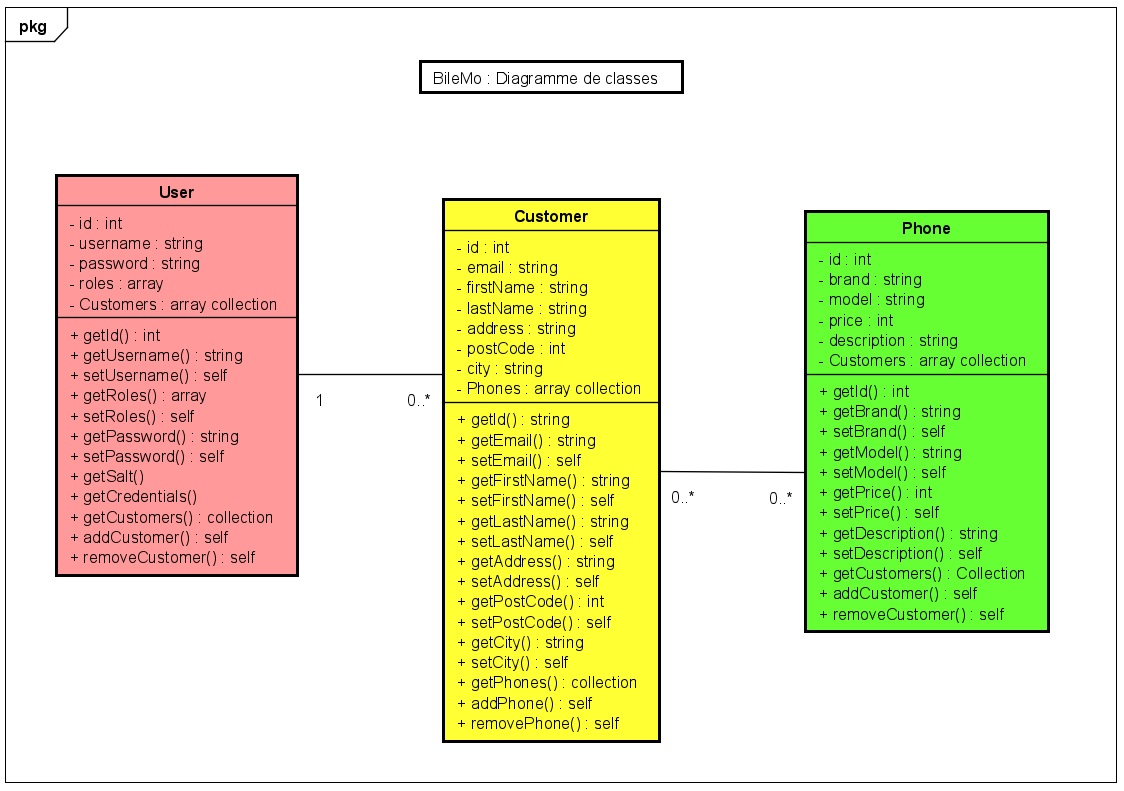 pkg
BileMo : Diagramme de classes
User
- id : int
- username : string
- password : string
- roles : array
- Customers : array collection
+ getId() : int
+ getUsername() : string
+ setUsername() : self
+ getRoles() : array
+ setRoles() : self
+ getPassword() : string
+ setPassword() : self
+ getSalt()
+ getCredentials()
+ getCustomers() : collection
+ addCustomer() : self
+ removeCustomer() : self
1
0..*
Customer
- id : int
- email : string
- firstName : string
- lastName : string
- address : string
- postCode : int
- city : string
- Phones : array collection
+ getId() : string
+ getEmail() : string
+ setEmail() : self
+ getFirstName() : string
+ setFirstName() : self
+ getLastName() : string
+ setLastName() : self
+ getAddress() : string
+ setAddress() : self
+ getPostCode() : int
+ setPostCode() : self
+ getCity() : string
+ setCity() : self
+ getPhones() : collection
+ addPhone() : self
+ removePhone() : self
0..*
0..*
Phone
- id : int
- brand : string
- model : string
- price : int
- description : string
- Customers : array collection
+ getId() : int
+ getBrand() : string
+ setBrand() : self
+ getModel() : string
+ setModel() : self
+ getPrice() : int
+ setPrice() : self
+ getDescription() : string
+ setDescription() : self
+ getCustomers() : Collection
+ addCustomer() : self
+ removeCustomer() : self